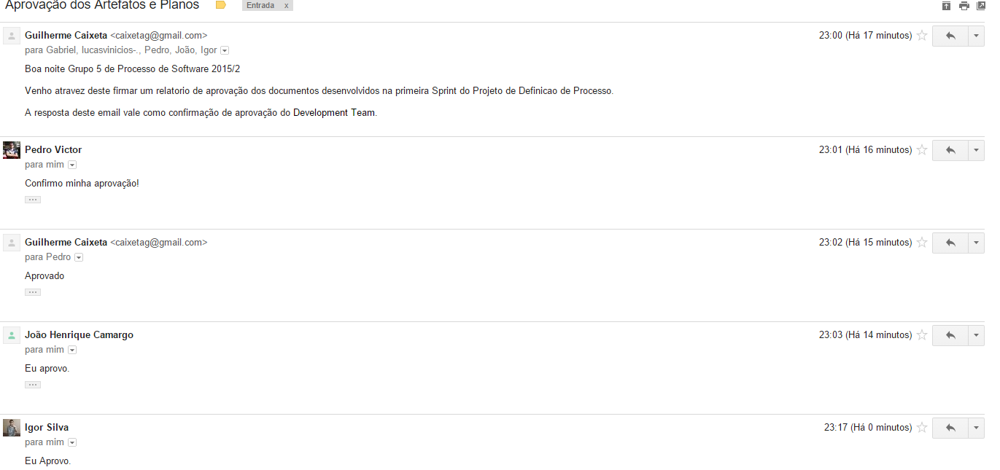 Aprovação dos Artefatos e Planos Entrada x
Guilherme Caixeta <caixetag@gmail.com> 23:00 (Há 17 minutos)
para Gabriel, lucasvinicios-., Pedro, João, Igor
Boa noite Grupo 5 de Processo de Software 2015/2
Venho atravez deste firmar um relatorio de aprovação dos documentos desenvolvidos na primeira Sprint do Projeto de Definicao de Processo.
A resposta deste email vale como confirmação de aprovação do Development Team.
Pedro Victor 23:01 (Há 16 minutos)
para mim
Confirmo minha aprovação!
Guilherme Caixeta <caixetag@gmail.com> 23:02 (Há 15 minutos)
para Pedro
Aprovado
João Henrique Camargo 23:03 (Há 14 minutos)
para mim
Eu aprovo.
Igor Silva 23:17 (Há 0 minutos)
para mim
Eu Aprovo.